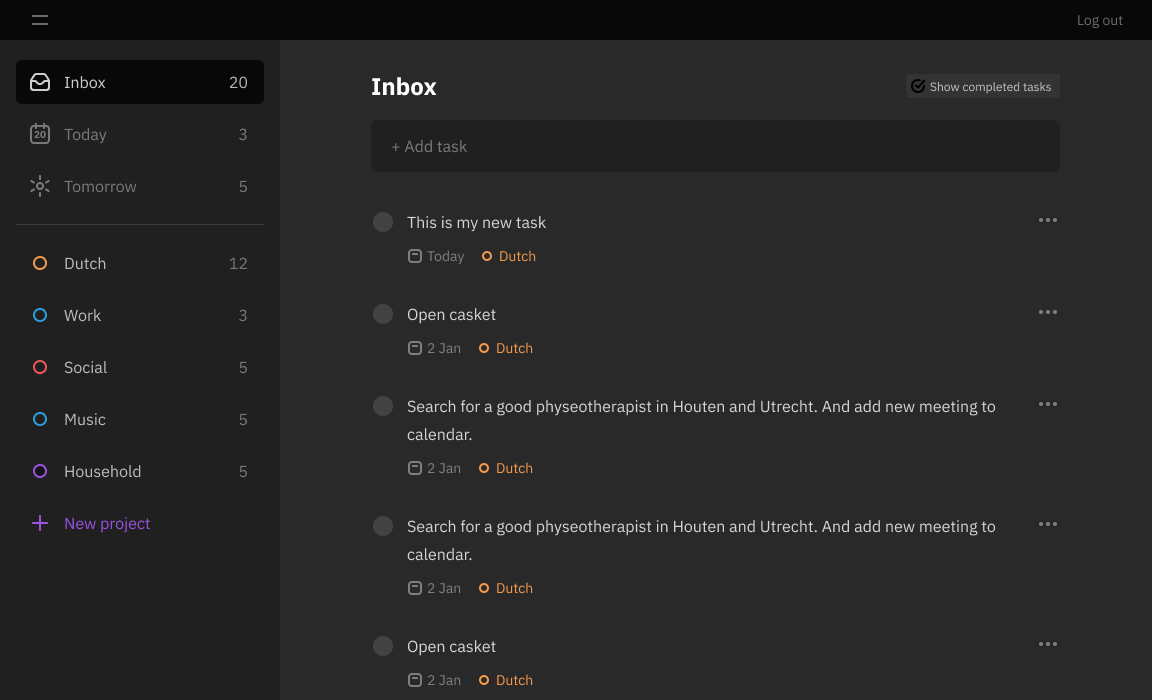 Log out
Inbox 20
20 Today 3
Tomorrow 5
Dutch 12
Work 3
Social 5
Music 5
Household 5
New project
Inbox
Show completed tasks
+ Add task
This is my new task
Today Dutch
Open casket
2 Jan Dutch
Search for a good physeotherapist in Houten and Utrecht. And add new meeting to
calendar.
2 Jan Dutch
Search for a good physeotherapist in Houten and Utrecht. And add new meeting to
calendar.
2 Jan Dutch
Open casket
2 Jan Dutch